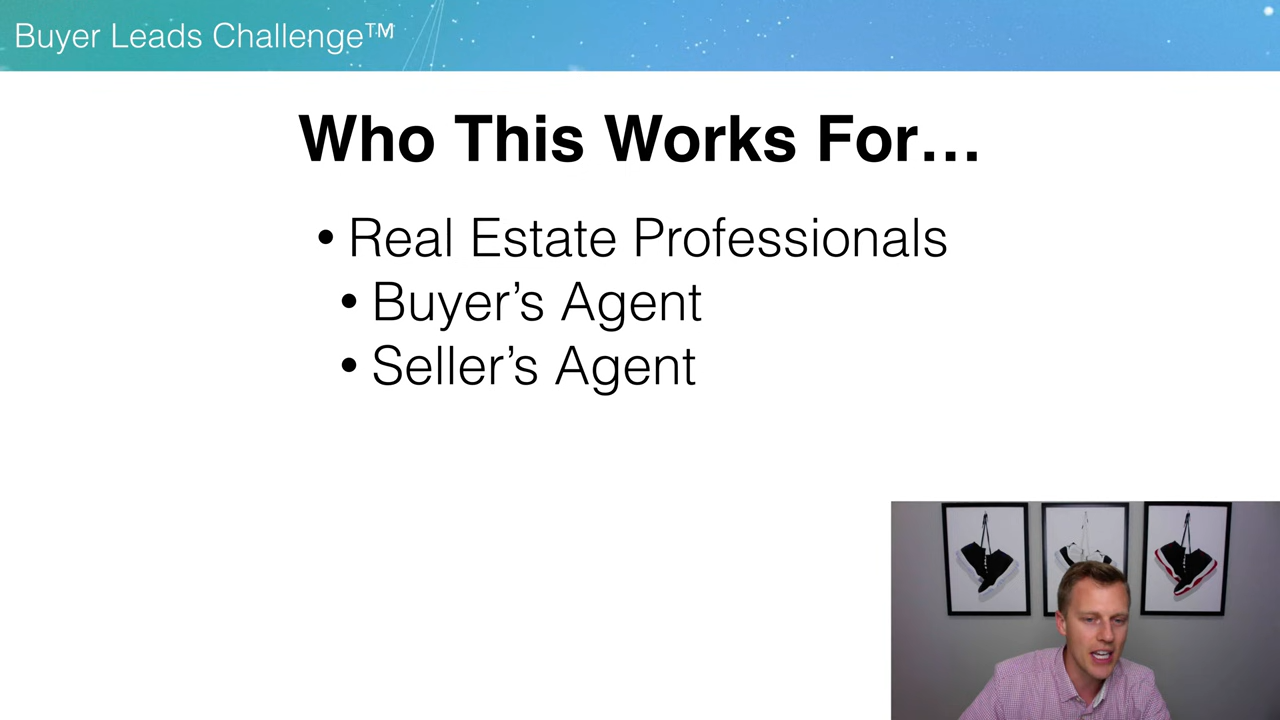 Buyer Leads Challenge™
Who This Works For…
• Real Estate Professionals
• Buyer’s Agent
• Seller’s Agent